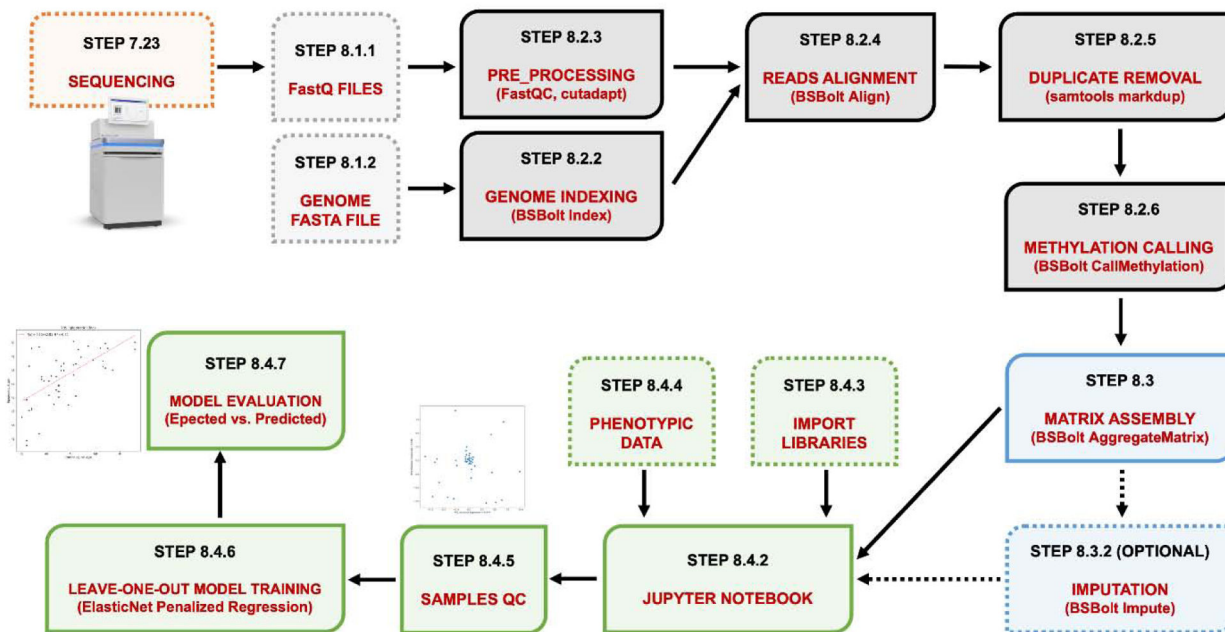 STEP 7.23
SEQUENCING
STEP 8.1.1
FastQ FILES
STEP 8.2.3
PRE_PROCESSING
(FastQC, cutadapt)
STEP 8.2.4
READS ALIGNMENT
(BSBolt Align)
STEP 8.2.5
DUPLICATE REMOVAL
(samtools markdup)
STEP 8.1.2
GENOME
FASTA FILE
STEP 8.2.2
GENOME INDEXING
(BSBolt Index)
STEP 8.2.6
METHYLATION CALLING
(BSBolt CallMethylation)
STEP 8.4.7
MODEL EVALUATION
(Epected vs. Predicted)
STEP 8.4.4
PHENOTYPIC
DATA
STEP 8.4.3
IMPORT
LIBRARIES
STEP 8.3
MATRIX ASSEMBLY
(BSBolt AggregateMatrix)
STEP 8.4.6
LEAVE-ONE-OUT MODEL TRAINING
(ElasticNet Penalized Regression)
STEP 8.4.5
SAMPLES QC
STEP 8.4.2
JUPYTER NOTEBOOK
STEP 8.3.2 (OPTIONAL)
IMPUTATION
(BSBolt Impute)